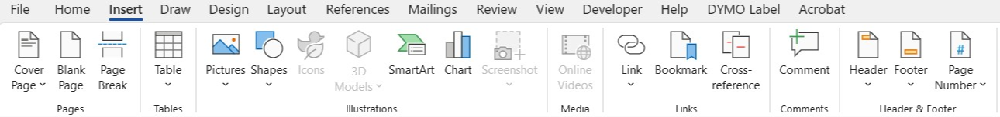 File Home Insert Draw Design Layout References Mailings Review View Developer Help DYMO Label Acrobat
Cover Blank Page Table Pictures Shapes Icons 3D SmartArt Chart Screenshot Online Link Bookmark Cross- Comment Header Footer Page
Page Page Break Models Videos reference Number
Pages Tables Illustrations Media Links Comments Header & Footer